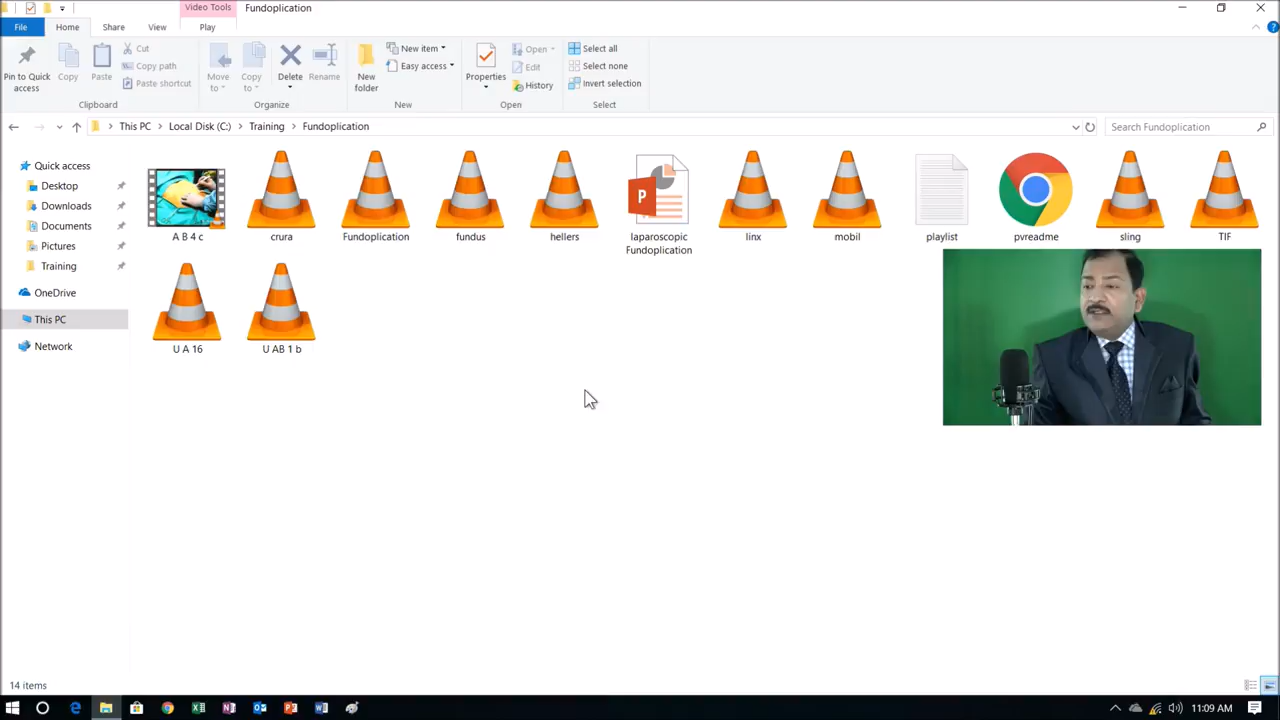 Video Tools Fundoplication
File Home Share View Play
Pin to Quick access
Copy
Paste
Cut
Copy path
Paste shortcut
Clipboard
Move to
Copy to
Delete
Rename
Organize
New folder
New item
Easy access
New
Properties
Open
Edit
History
Open
Select all
Select none
Invert selection
Select
This PC > Local Disk (C:) > Training > Fundoplication
Search Fundoplication
Quick access
Desktop
Downloads
Documents
Pictures
Training
OneDrive
This PC
Network
A B 4 c
crura
Fundoplication
fundus
hellers
P
laparoscopic
Fundoplication
linx
mobil
playlist
pvreadme
sling
TIF
U A 16
U AB 1 b
14 items
11:09 AM